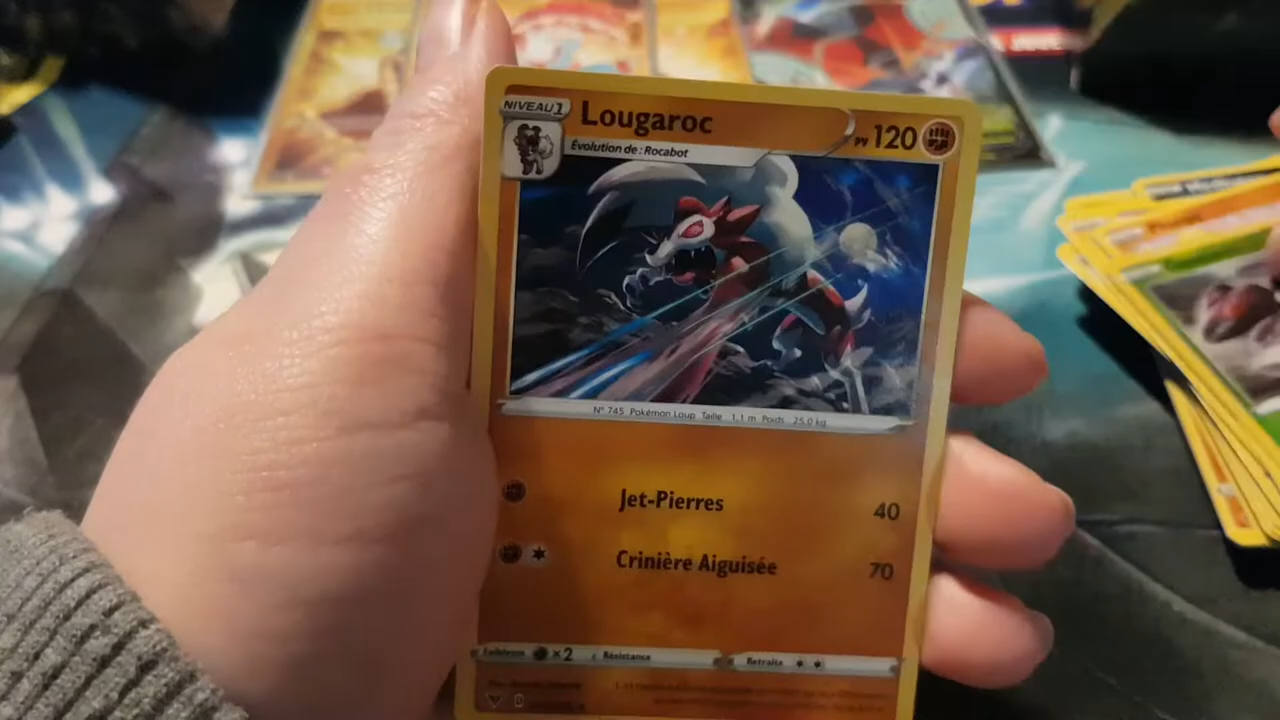 NIVEAU 1
Lougaroc
PV 120
Évolution de : Rocabot
N° 745 Pokémon Loup Taille 1,1 m Poids 25.0 kg
Jet-Pierres 40
Crinière Aiguisée 70
Faiblesse ×2 Résistance Retraite